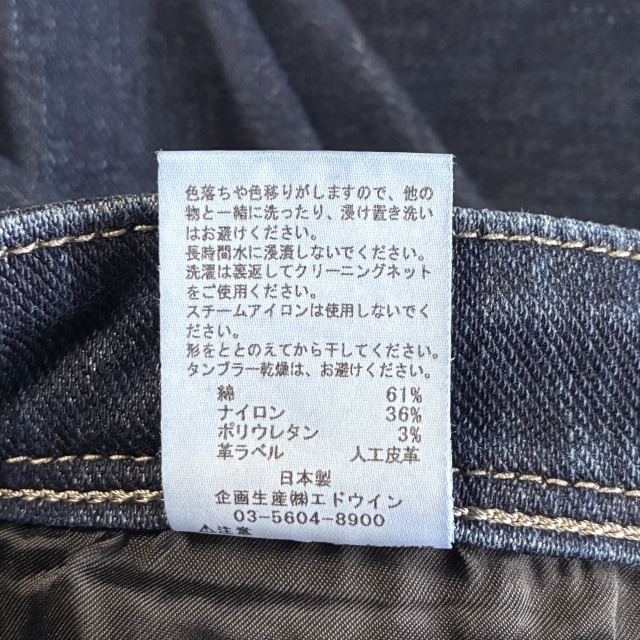 色落ちや色移りがしますので、他の
物と一緒に洗ったり、浸け置き洗い
はお避けください。
長時間水に浸漬しないでください。
洗濯は裏返してクリーニングネット
をご使用ください。
スチームアイロンは使用しないでく
ださい。
形をととのえてから干してください。
タンブラー乾燥は、お避けください。
綿 61%
ナイロン 36%
ポリウレタン 3%
革ラベル 人工皮革
日本製
企画生産㈱エドウイン
03-5604-8900
⚠注意